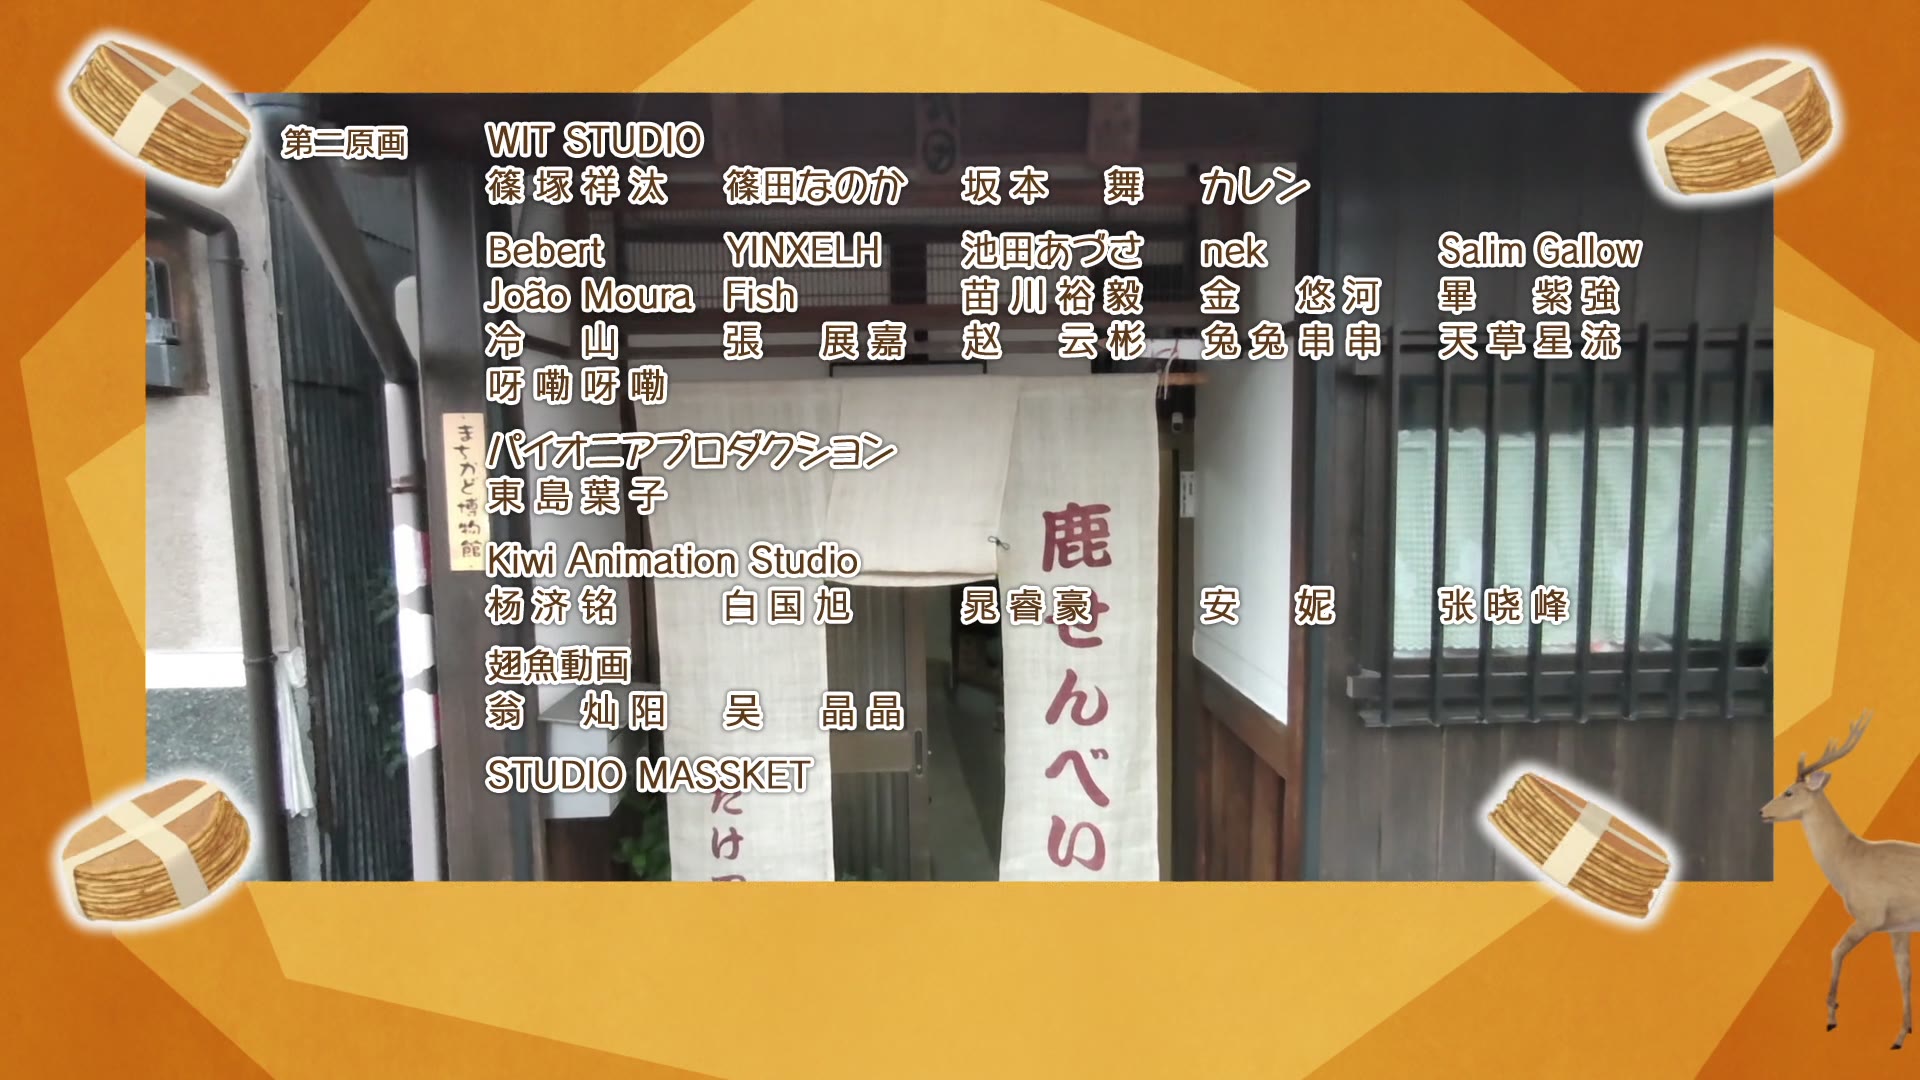 第二原画
WIT STUDIO
篠塚祥汰 篠田なのか 坂本 舞 カレン
Bebert YINXELH 池田あづさ nek Salim Gallow
João Moura Fish 苗川裕毅 金 悠河 畢 紫強
冷 山 張 展嘉 赵 云彬 兔兔串串 天草星流
呀嘞呀嘞
パイオニアプロダクション
東島葉子
Kiwi Animation Studio
杨济铭 白国旭 晁睿豪 安 妮 张晓峰
翅魚動画
翁 灿阳 吴 晶晶
STUDIO MASSKET
まちかど博物館
鹿せんべい
たけ